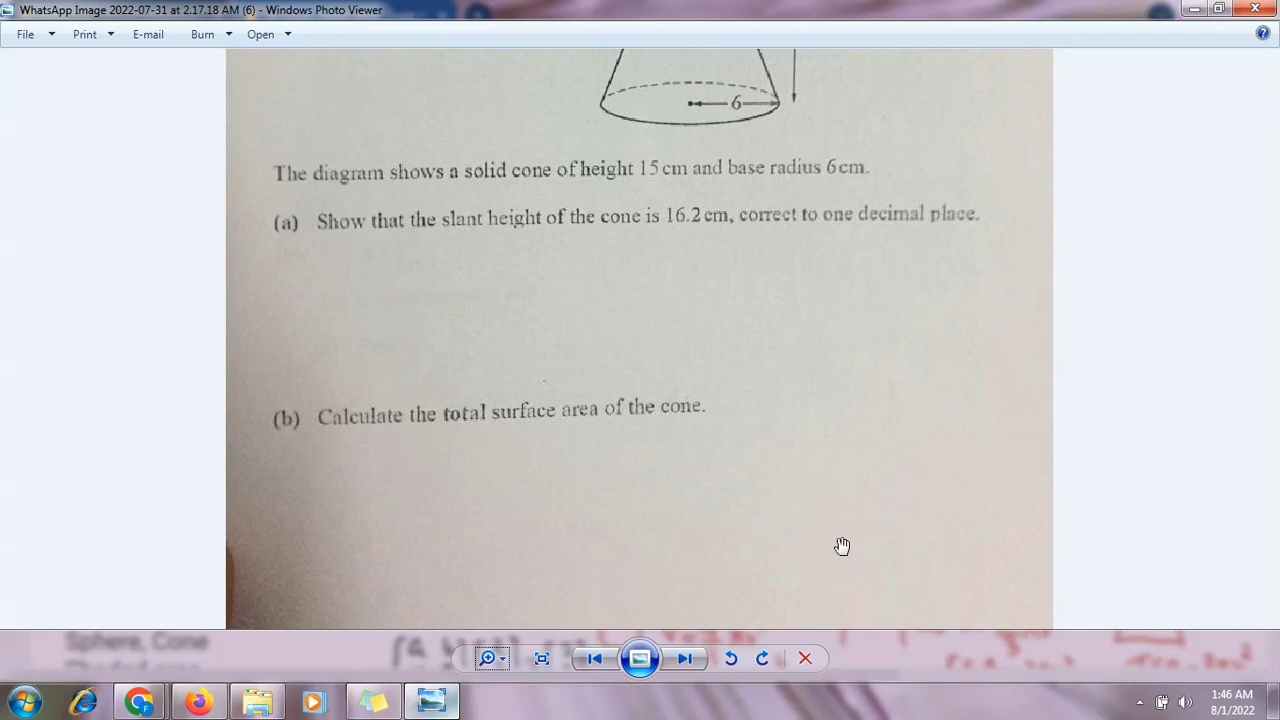 WhatsApp Image 2022-07-31 at 2.17.18 AM (6) - Windows Photo Viewer
File Print E-mail Burn Open
6
The diagram shows a solid cone of height 15 cm and base radius 6 cm.
(a) Show that the slant height of the cone is 16.2 cm, correct to one decimal place.
(b) Calculate the total surface area of the cone.
Sphere, Cone
1:46 AM
8/1/2022